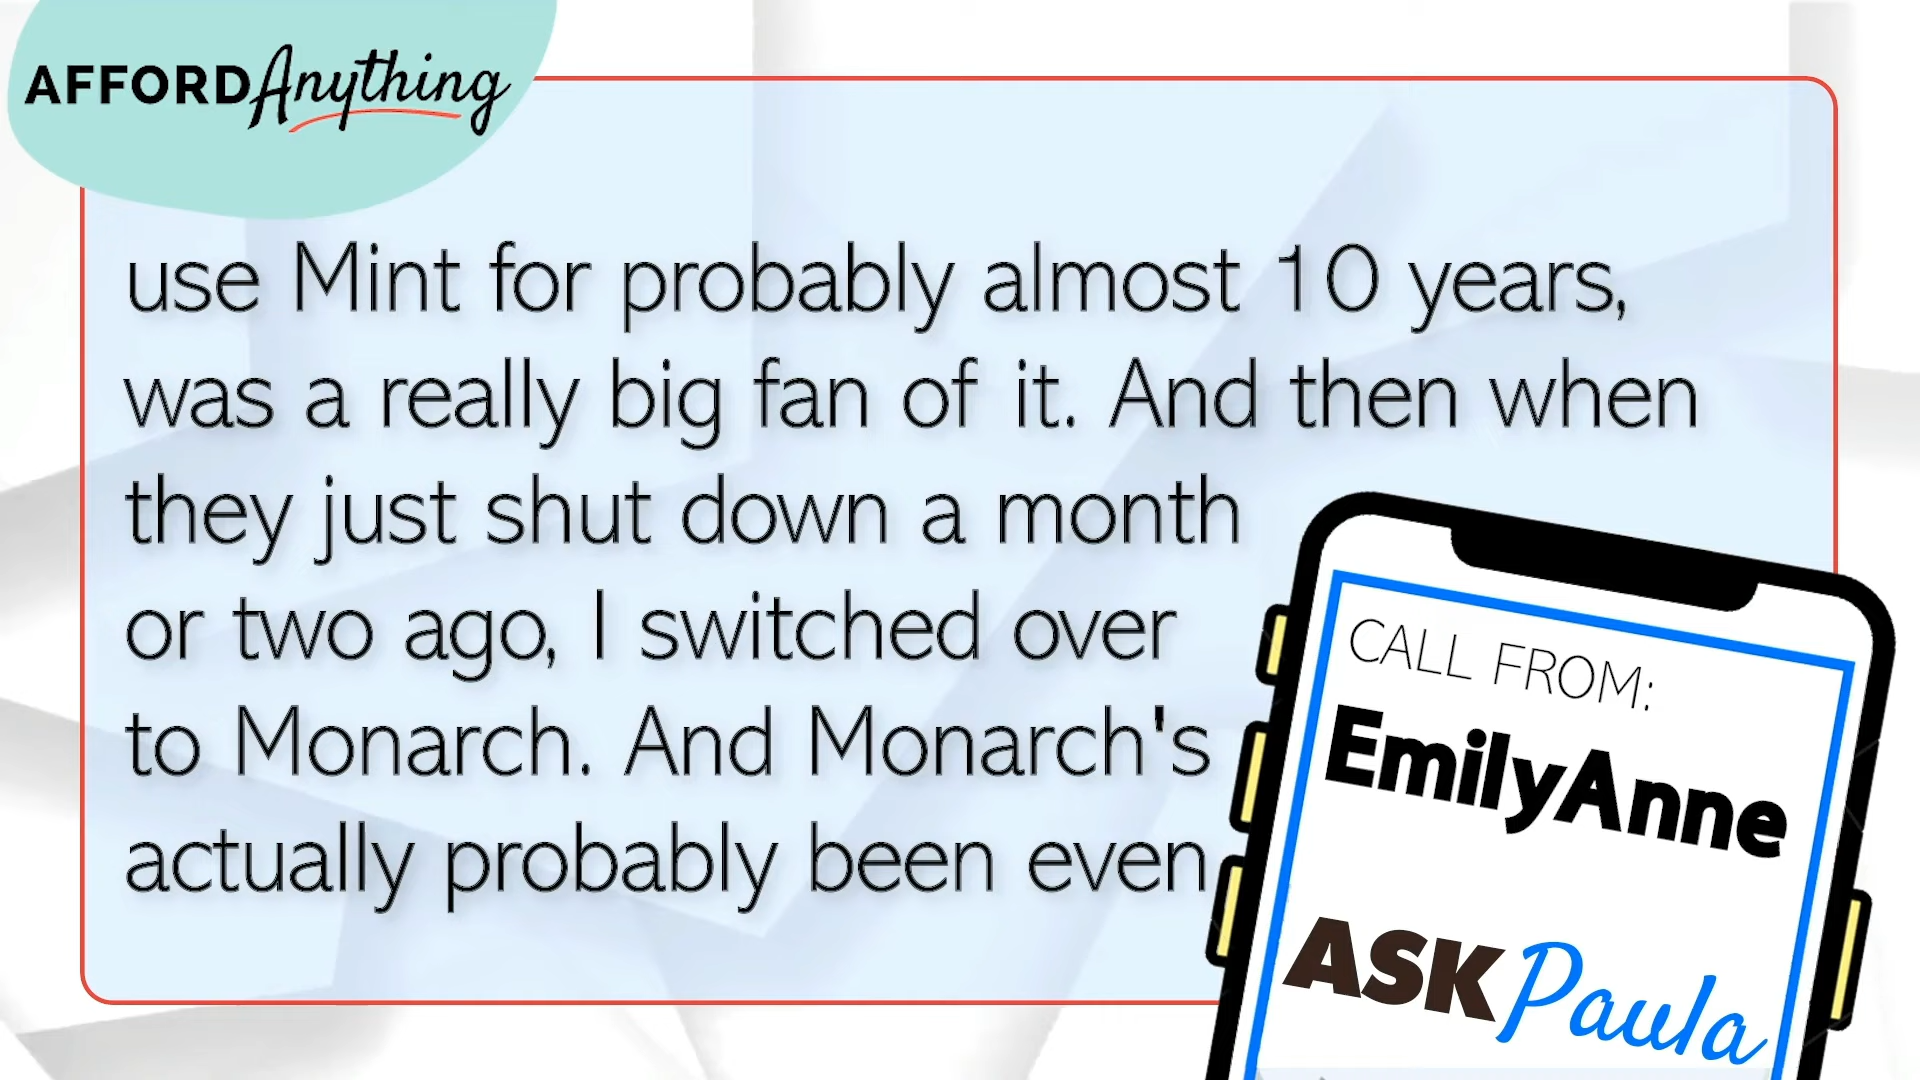 AFFORDAnything
use Mint for probably almost 10 years,
was a really big fan of it. And then when
they just shut down a month
or two ago, I switched over
to Monarch. And Monarch's
actually probably been even
CALL FROM:
EmilyAnne
ASKPaula